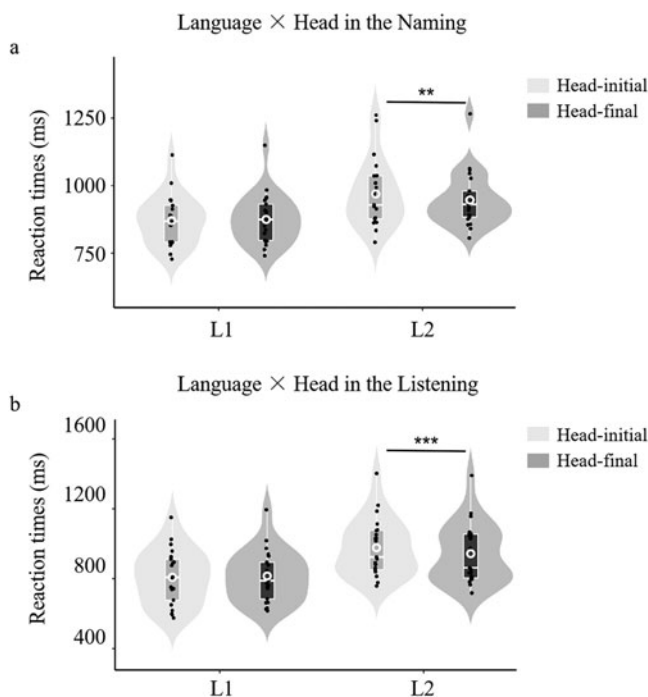 Language × Head in the Naming
a
Reaction times (ms)
1250
1000
750
**
L1
L2
Head-initial
Head-final
Language × Head in the Listening
b
Reaction times (ms)
1600
1200
800
400
***
L1
L2
Head-initial
Head-final